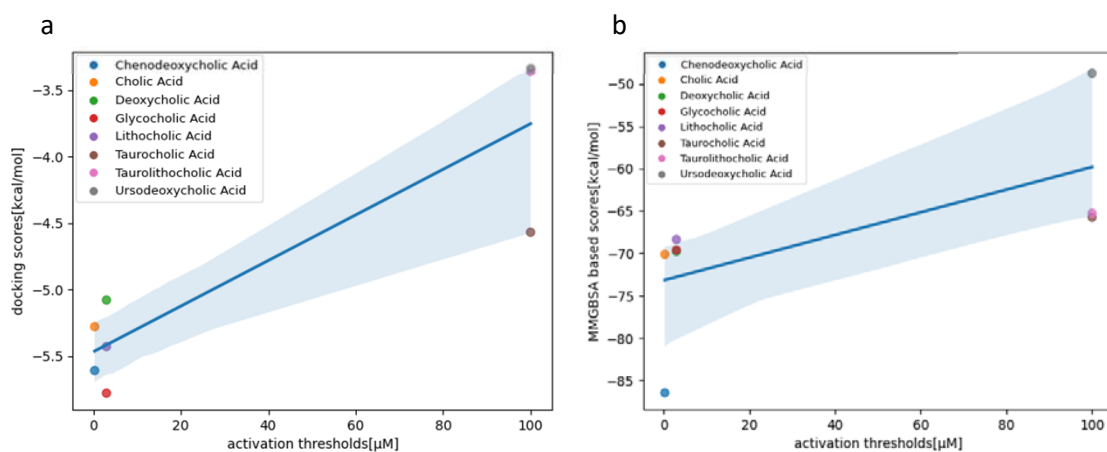 a
Chenodeoxycholic Acid
Cholic Acid
Deoxycholic Acid
Glycocholic Acid
Lithocholic Acid
Taurocholic Acid
Taurolithocholic Acid
Ursodeoxycholic Acid
−3.5
−4.0
−4.5
−5.0
−5.5
docking scores[kcal/mol]
0 20 40 60 80 100
activation thresholds[μM]
b
Chenodeoxycholic Acid
Cholic Acid
Deoxycholic Acid
Glycocholic Acid
Lithocholic Acid
Taurocholic Acid
Taurolithocholic Acid
Ursodeoxycholic Acid
−50
−55
−60
−65
−70
−75
−80
−85
MMGBSA based scores[kcal/mol]
0 20 40 60 80 100
activation thresholds[μM]